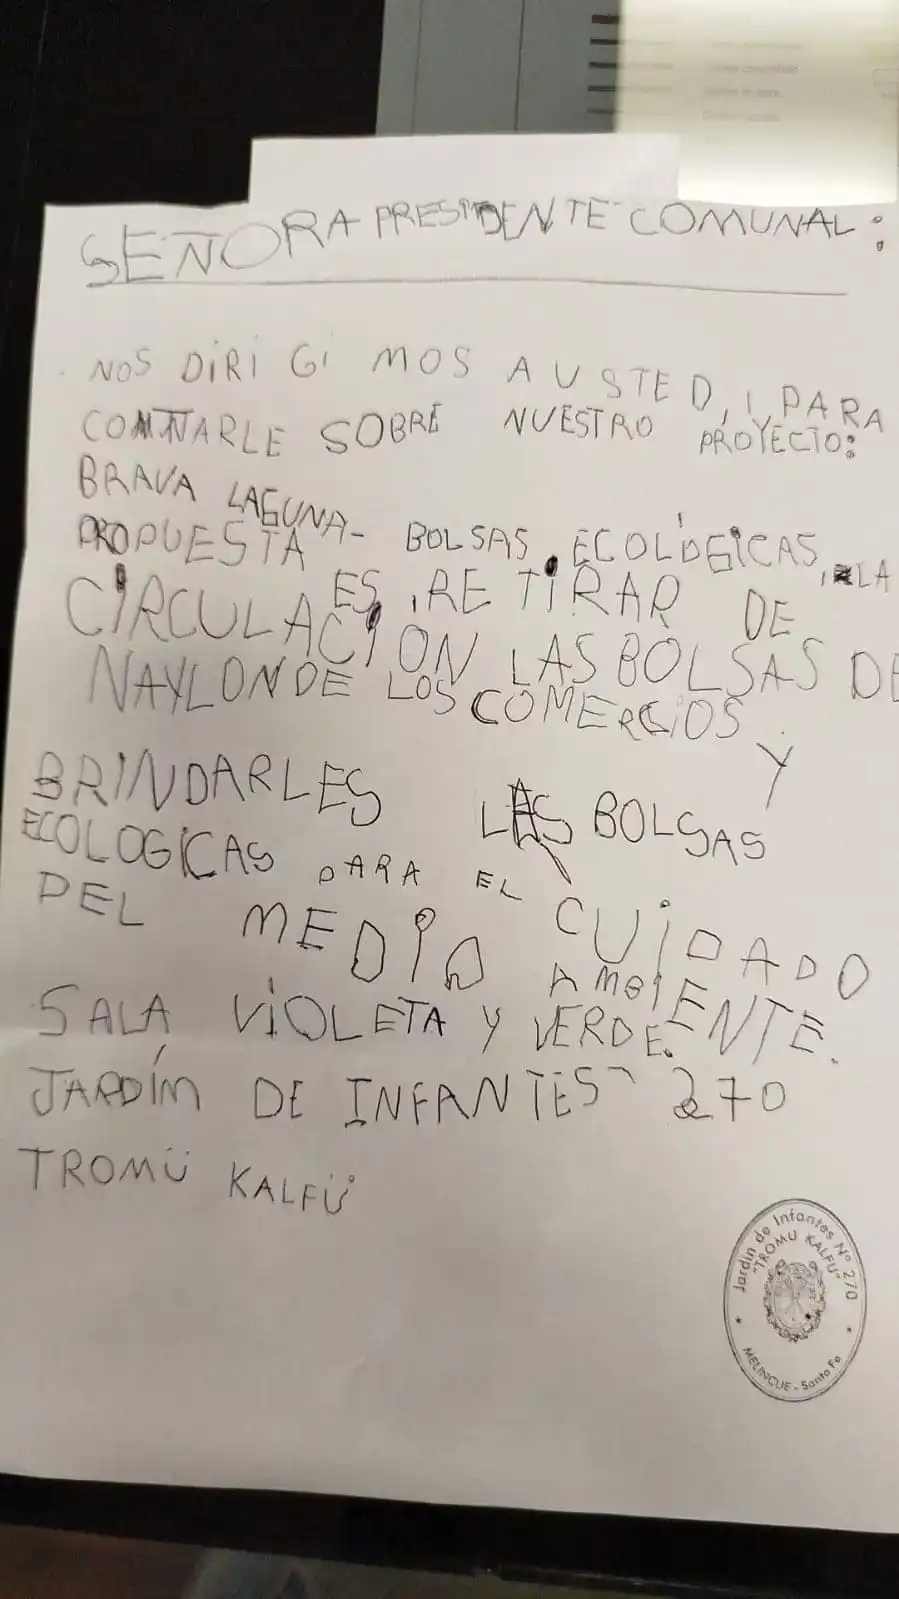 SEÑORA PRESIDENTE COMUNAL:
NOS DIRIGIMOS A USTED, PARA
CONTARLE SOBRE NUESTRO PROYECTO:
BRAVA LAGUNA-
PROPUESTA BOLSAS ECOLÓGICAS, LA
ES RETIRAR DE
CIRCULACION LAS BOLSAS DE
NAYLON DE LOS COMERCIOS
Y
BRINDARLES LAS BOLSAS
ECOLOGICAS PARA EL CUIDADO
DEL MEDIO AMBIENTE.
SALA VIOLETA Y VERDE.
JARDÍN DE INFANTES 270
TROMÜ KALFÜ
Jardín de Infantes Nº 270
"TROMU KALFU"
MELINCUE - Santa Fe